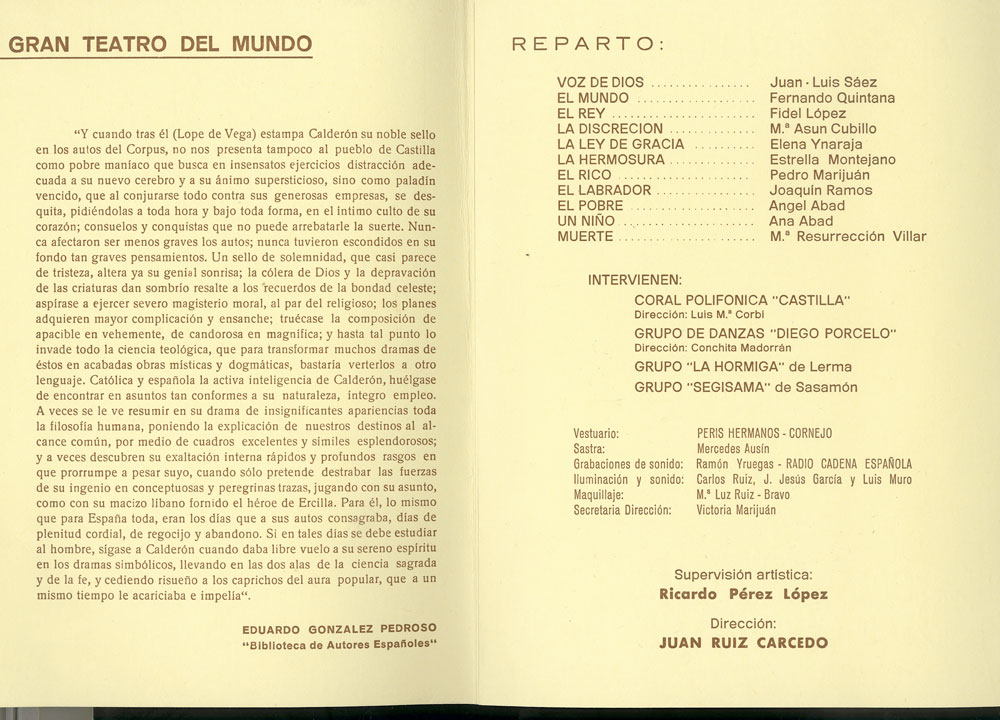 GRAN TEATRO DEL MUNDO
"Y cuando tras él (Lope de Vega) estampa Calderón su noble sello
en los autos del Corpus, no nos presenta tampoco al pueblo de Castilla
como pobre maníaco que busca en insensatos ejercicios distracción ade-
cuada a su nuevo cerebro y a su ánimo supersticioso, sino como paladín
vencido, que al conjurarse todo contra sus generosas empresas, se des-
quita, pidiéndolas a toda hora y bajo toda forma, en el íntimo culto de su
corazón; consuelos y conquistas que no puede arrebatarle la suerte. Nun-
ca afectaron ser menos graves los autos; nunca tuvieron escondidos en su
fondo tan graves pensamientos. Un sello de solemnidad, que casi parece
de tristeza, altera ya su genial sonrisa; la cólera de Dios y la depravación
de las criaturas dan sombrío resalte a los recuerdos de la bondad celeste;
aspírase a ejercer severo magisterio moral, al par del religioso; los planes
adquieren mayor complicación y ensanche; truécase la composición de
apacible en vehemente, de candorosa en magnífica; y hasta tal punto lo
invade todo la ciencia teológica, que para transformar muchos dramas de
éstos en acabadas obras místicas y dogmáticas, bastaría verterlos a otro
lenguaje. Católica y española la activa inteligencia de Calderón, huélgase
de encontrar en asuntos tan conformes a su naturaleza, íntegro empleo.
A veces se le ve resumir en su drama de insignificantes apariencias toda
la filosofía humana, poniendo la explicación de nuestros destinos al al-
cance común, por medio de cuadros excelentes y símiles esplendorosos;
y a veces descubren su exaltación interna rápidos y profundos rasgos en
que prorrumpe a pesar suyo, cuando sólo pretende destrabar las fuerzas
de su ingenio en conceptuosas y peregrinas trazas, jugando con su asunto,
como con su macizo libano fornido el héroe de Ercilla. Para él, lo mismo
que para España toda, eran los días que a sus autos consagraba, días de
plenitud cordial, de regocijo y abandono. Si en tales días se debe estudiar
al hombre, sígase a Calderón cuando daba libre vuelo a su sereno espíritu
en los dramas simbólicos, llevando en las dos alas de la ciencia sagrada
y de la fe, y cediendo risueño a los caprichos del aura popular, que a un
mismo tiempo le acariciaba e impelía".
EDUARDO GONZALEZ PEDROSO
"Biblioteca de Autores Españoles"
REPARTO:
VOZ DE DIOS ............... Juan - Luis Sáez
EL MUNDO .................. Fernando Quintana
EL REY ...................... Fidel López
LA DISCRECION ............. M.ª Asun Cubillo
LA LEY DE GRACIA .......... Elena Ynaraja
LA HERMOSURA ............. Estrella Montejano
EL RICO ..................... Pedro Marijuán
EL LABRADOR ............... Joaquín Ramos
EL POBRE ................... Angel Abad
UN NIÑO .................... Ana Abad
MUERTE ..................... M.ª Resurrección Villar
INTERVIENEN:
CORAL POLIFONICA "CASTILLA"
Dirección: Luis M.ª Corbi
GRUPO DE DANZAS "DIEGO PORCELO"
Dirección: Conchita Madorrán
GRUPO "LA HORMIGA" de Lerma
GRUPO "SEGISAMA" de Sasamón
Vestuario: PERIS HERMANOS - CORNEJO
Sastra: Mercedes Ausín
Grabaciones de sonido: Ramón Yruegas - RADIO CADENA ESPAÑOLA
Iluminación y sonido: Carlos Ruiz, J. Jesús García y Luis Muro
Maquillaje: M.ª Luz Ruiz - Bravo
Secretaria Dirección: Victoria Marijuán
Supervisión artística:
Ricardo Pérez López
Dirección:
JUAN RUIZ CARCEDO